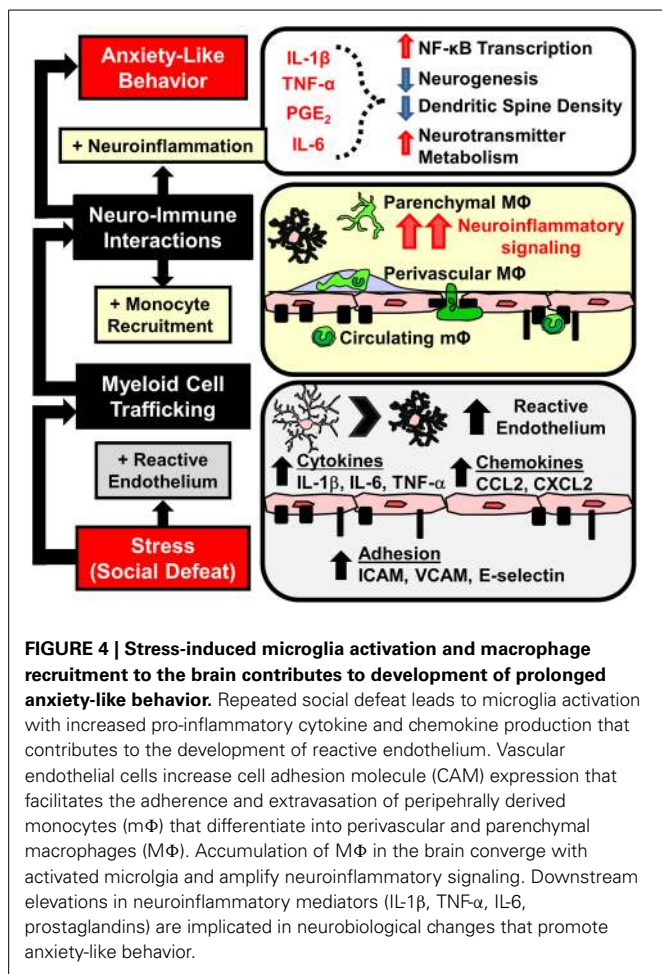 Anxiety-Like
Behavior
+ Neuroinflammation
Neuro-Immune
Interactions
+ Monocyte
Recruitment
Myeloid Cell
Trafficking
+ Reactive
Endothelium
Stress
(Social Defeat)
IL-1β
TNF-α
PGE₂
IL-6
NF-κB Transcription
Neurogenesis
Dendritic Spine Density
Neurotransmitter
Metabolism
Parenchymal MΦ
Neuroinflammatory
signaling
Perivascular MΦ
Circulating mΦ
Reactive
Endothelium
Cytokines
IL-1β, IL-6, TNF-α
Chemokines
CCL2, CXCL2
Adhesion
ICAM, VCAM, E-selectin
FIGURE 4 | Stress-induced microglia activation and macrophage
recruitment to the brain contributes to development of prolonged
anxiety-like behavior. Repeated social defeat leads to microglia activation
with increased pro-inflammatory cytokine and chemokine production that
contributes to the development of reactive endothelium. Vascular
endothelial cells increase cell adhesion molecule (CAM) expression that
facilitates the adherence and extravasation of peripehrally derived
monocytes (mΦ) that differentiate into perivascular and parenchymal
macrophages (MΦ). Accumulation of MΦ in the brain converge with
activated microlgia and amplify neuroinflammatory signaling. Downstream
elevations in neuroinflammatory mediators (IL-1β, TNF-α, IL-6,
prostaglandins) are implicated in neurobiological changes that promote
anxiety-like behavior.